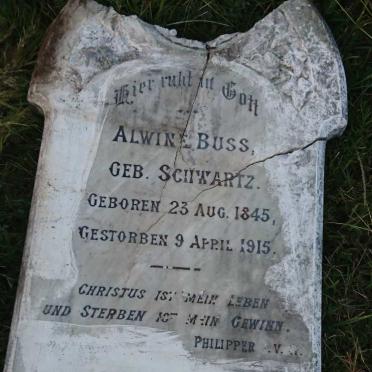 Hier ruht in Gott
ALWINE BUSS,
GEB. SCHWARTZ.
GEBOREN 23 AUG. 1845,
GESTORBEN 9 APRIL 1915.
CHRISTUS IST MEIN LEBEN
UND STERBEN IST MEIN GEWINN.
PHILIPPER